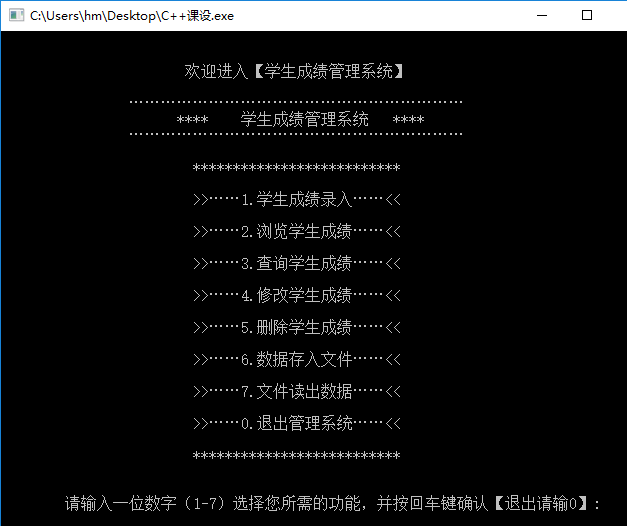 C:\Users\hm\Desktop\C++课设.exe
欢迎进入【学生成绩管理系统】
…………………………………………………………
**** 学生成绩管理系统 ****
…………………………………………………………
**************************
>>……1.学生成绩录入……<<
>>……2.浏览学生成绩……<<
>>……3.查询学生成绩……<<
>>……4.修改学生成绩……<<
>>……5.删除学生成绩……<<
>>……6.数据存入文件……<<
>>……7.文件读出数据……<<
>>……0.退出管理系统……<<
**************************
请输入一位数字（1-7）选择您所需的功能，并按回车键确认【退出请输0】: